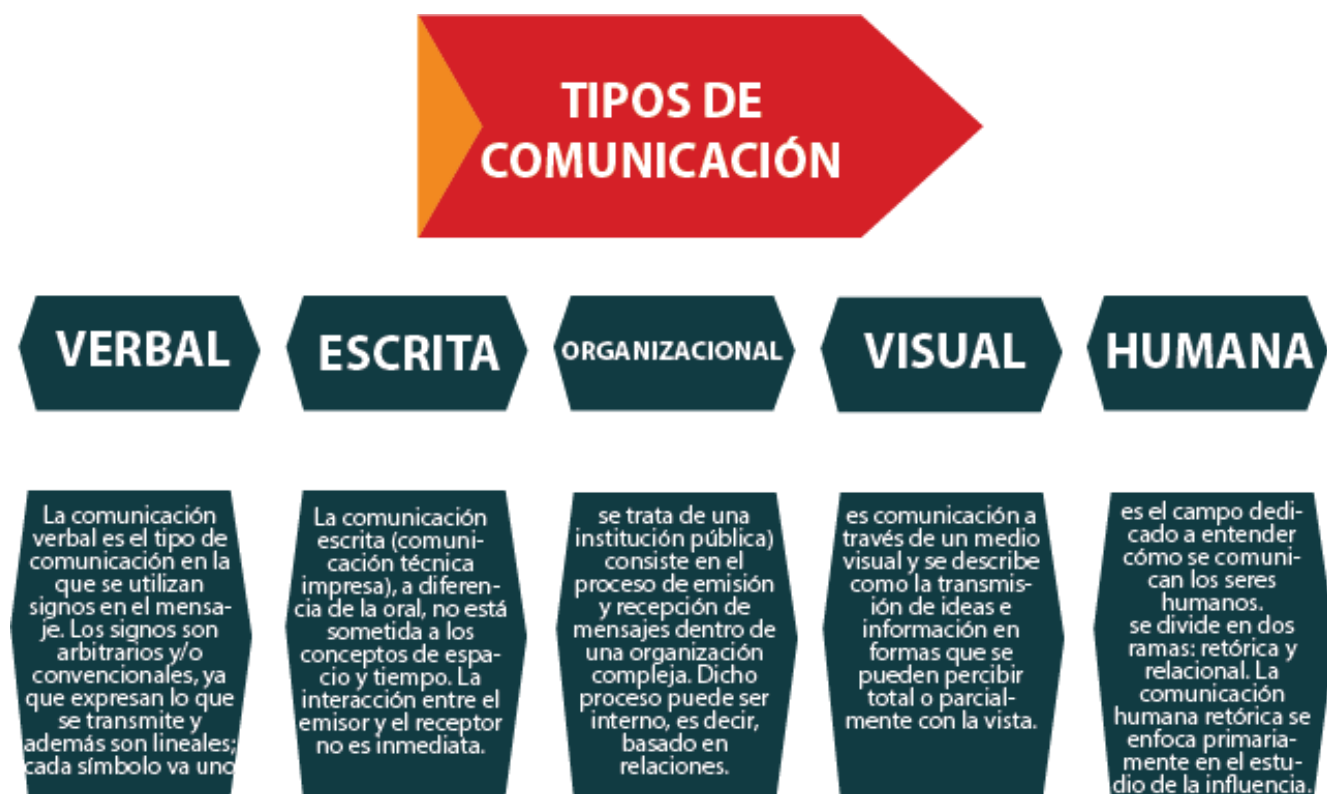 TIPOS DE
COMUNICACIÓN
VERBAL
ESCRITA
ORGANIZACIONAL
VISUAL
HUMANA
La comunicación
verbal es el tipo de
comunicación en la
que se utilizan
signos en el mensa-
je. Los signos son
arbitrarios y/o
convencionales, ya
que expresan lo que
se transmite y
además son lineales;
cada símbolo va uno
La comunicación
escrita (comuni-
cación técnica
impresa), a diferen-
cia de la oral, no está
sometida a los
conceptos de espa-
cio y tiempo. La
interacción entre el
emisor y el receptor
no es inmediata.
se trata de una
institución pública)
consiste en el
proceso de emisión
y recepción de
mensajes dentro de
una organización
compleja. Dicho
proceso puede ser
interno, es decir,
basado en
relaciones.
es comunicación a
través de un medio
visual y se describe
como la transmis-
ión de ideas e
información en
formas que se
pueden percibir
total o parcial-
mente con la vista.
es el campo dedi-
cado a entender
cómo se comuni-
can los seres
humanos.
se divide en dos
ramas: retórica y
relacional. La
comunicación
humana retórica se
enfoca primaria-
mente en el estu-
dio de la influencia.